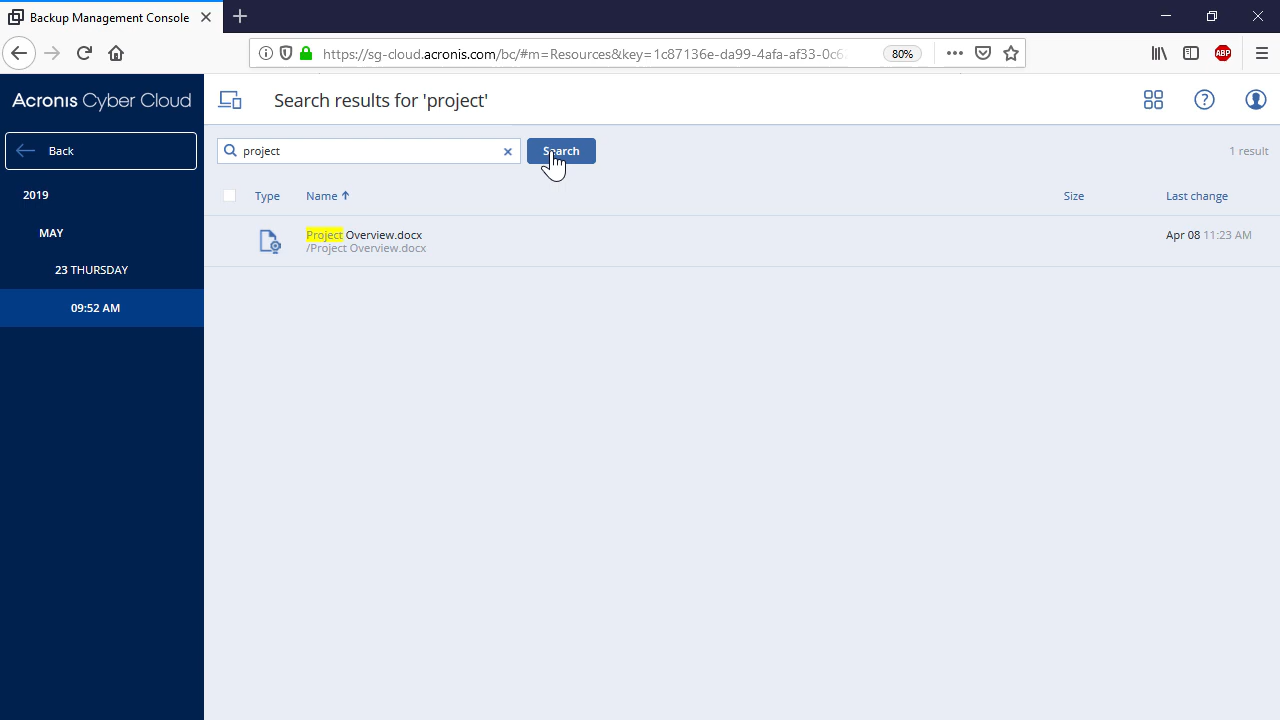 Backup Management Console
https://sg-cloud.acronis.com/bc/#m=Resources&key=1c87136e-da99-4afa-af33-0c6
80%
ABP
Acronis Cyber Cloud
Search results for 'project'
Back
project
Search
1 result
2019
MAY
23 THURSDAY
09:52 AM
Type
Name
Size
Last change
Project Overview.docx
/Project Overview.docx
Apr 08 11:23 AM